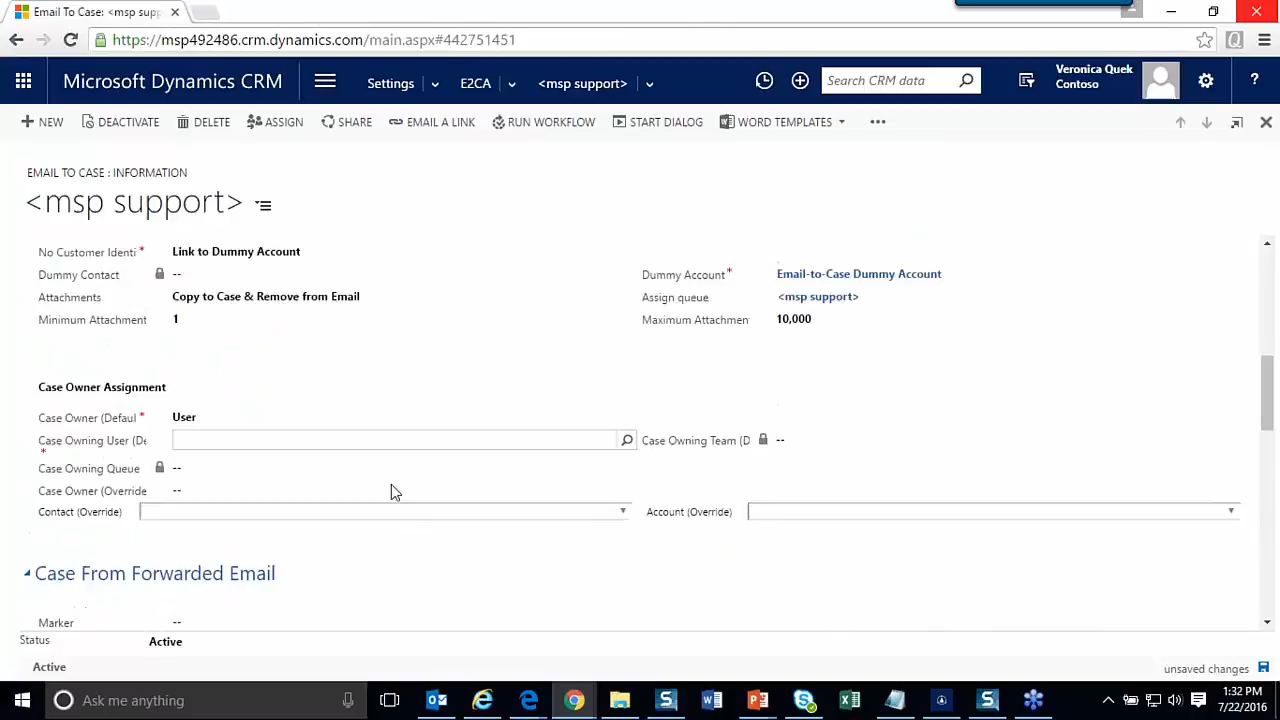 Email To Case: <msp supp
https://msp492486.crm.dynamics.com/main.aspx#442751451
Microsoft Dynamics CRM
Settings
E2CA
<msp support>
Search CRM data
Veronica Quek
Contoso
?
NEW
DEACTIVATE
DELETE
ASSIGN
SHARE
EMAIL A LINK
RUN WORKFLOW
START DIALOG
WORD TEMPLATES
EMAIL TO CASE : INFORMATION
<msp support>
No Customer Identi * Link to Dummy Account
Dummy Contact -- Dummy Account * Email-to-Case Dummy Account
Attachments Copy to Case & Remove from Email Assign queue <msp support>
Minimum Attachment 1 Maximum Attachmen 10,000
Case Owner Assignment
Case Owner (Defaul * User
Case Owning User (De * Case Owning Team (D --
Case Owning Queue --
Case Owner (Override --
Contact (Override) Account (Override)
Case From Forwarded Email
Marker --
Status Active
Active unsaved changes
Ask me anything
1:32 PM
7/22/2016